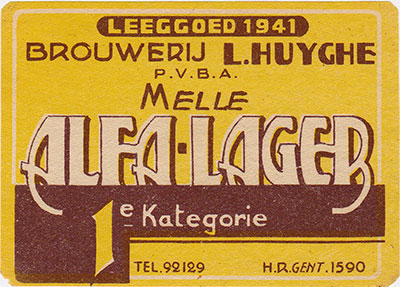 LEEGGOED 1941
BROUWERIJ L.HUYGHE
P.V.B.A.
MELLE
ALFA-LAGER
1e Kategorie
TEL.92129 H.R.GENT.1590